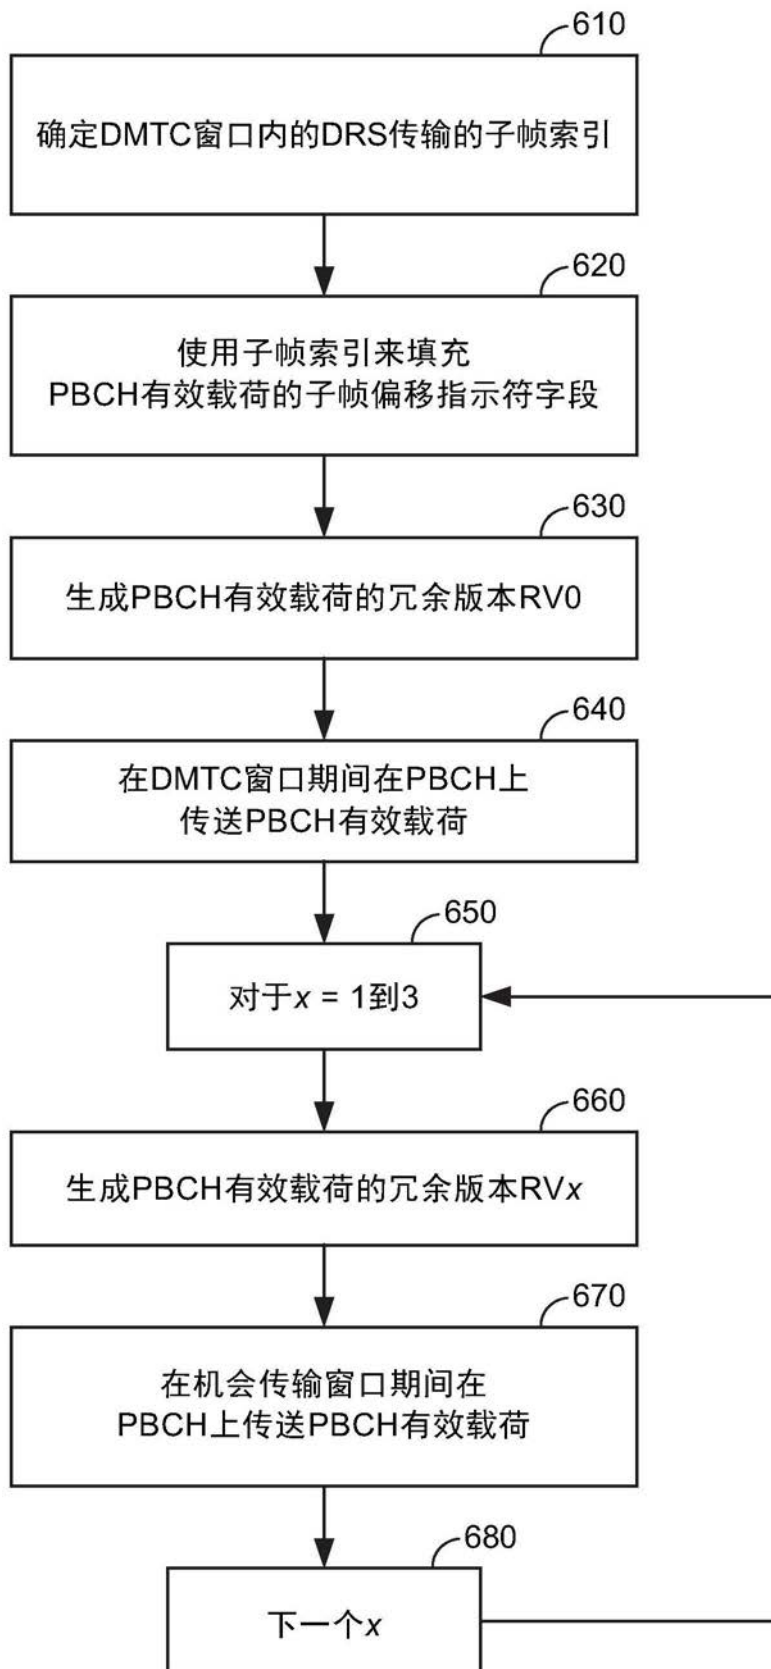 610
确定DMTC窗口内的DRS传输的子帧索引
620
使用子帧索引来填充
PBCH有效载荷的子帧偏移指示符字段
630
生成PBCH有效载荷的冗余版本RV0
640
在DMTC窗口期间在PBCH上
传送PBCH有效载荷
650
对于x = 1到3
660
生成PBCH有效载荷的冗余版本RVx
670
在机会传输窗口期间在
PBCH上传送PBCH有效载荷
680
下一个x